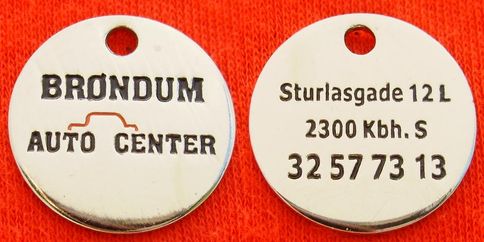 BRØNDUM
AUTO CENTER
Sturlasgade 12 L
2300 Kbh. S
32 57 73 13